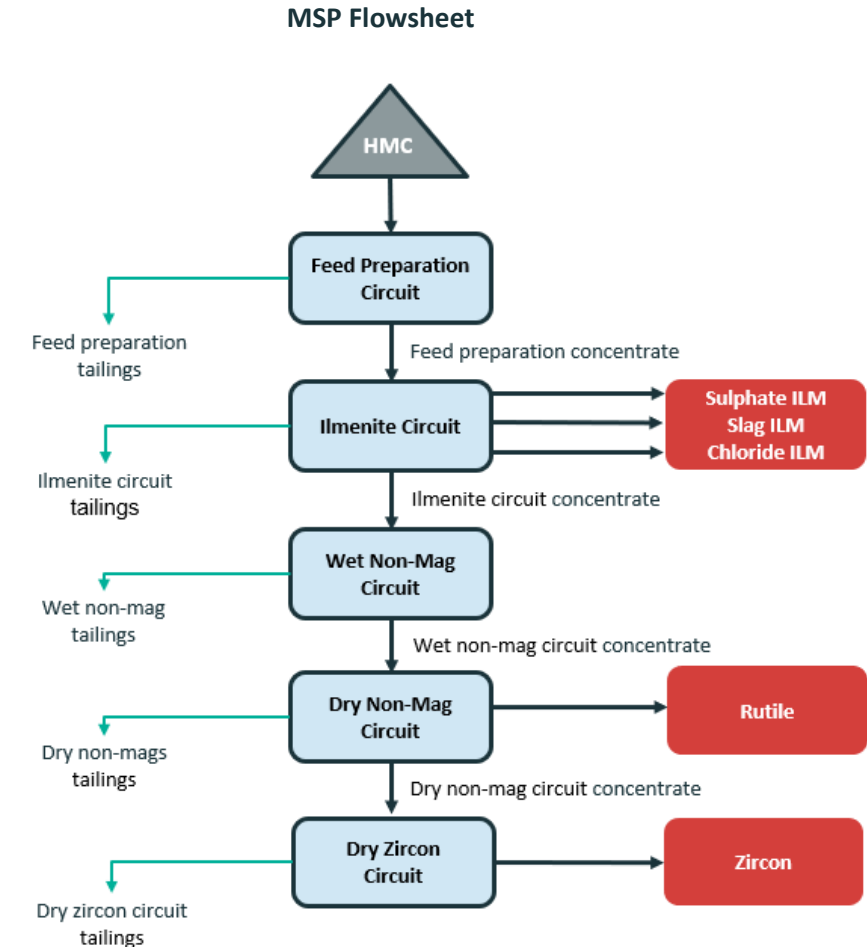 MSP Flowsheet
HMC
Feed Preparation
Circuit
Feed preparation
tailings
Feed preparation concentrate
Ilmenite Circuit
Sulphate ILM
Slag ILM
Chloride ILM
Ilmenite circuit
tailings
Ilmenite circuit concentrate
Wet Non-Mag
Circuit
Wet non-mag
tailings
Wet non-mag circuit concentrate
Dry Non-Mag
Circuit
Rutile
Dry non-mags
tailings
Dry non-mag circuit concentrate
Dry Zircon
Circuit
Zircon
Dry zircon circuit
tailings